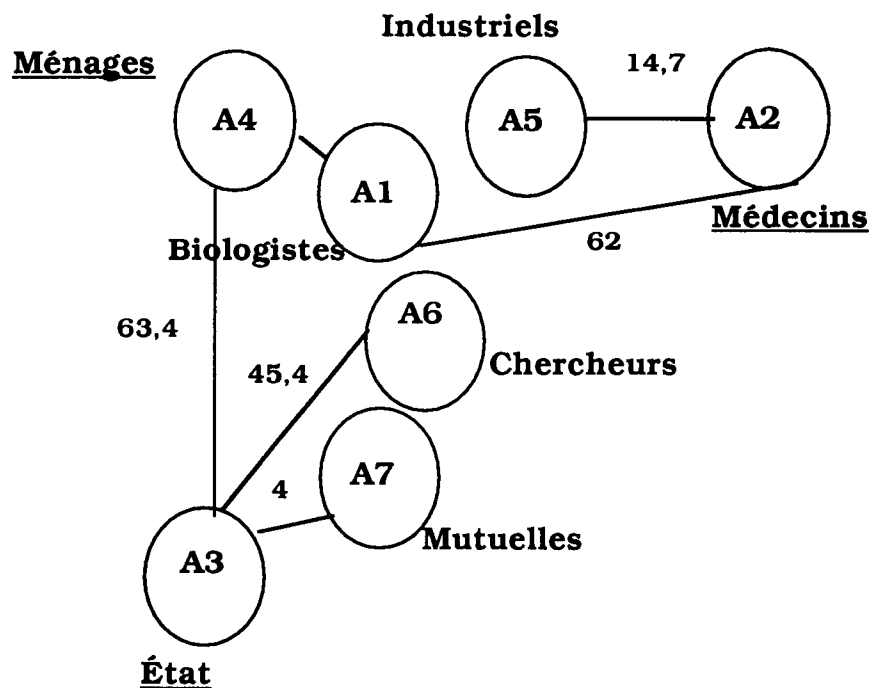 Industriels
Ménages
14,7
A4
A5
A2
A1
Médecins
62
Biologistes
A6
63,4
45,4
Chercheurs
A7
4
Mutuelles
A3
État